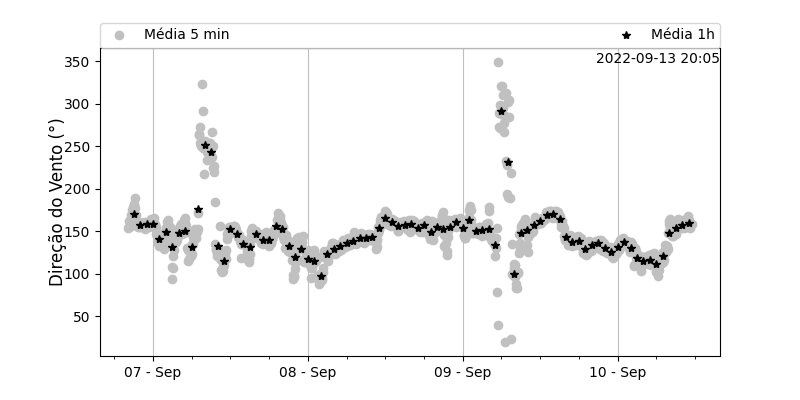 Média 5 min
Média 1h
2022-09-13 20:05
350
300
250
200
150
100
50
Direção do Vento (°)
07 - Sep
08 - Sep
09 - Sep
10 - Sep